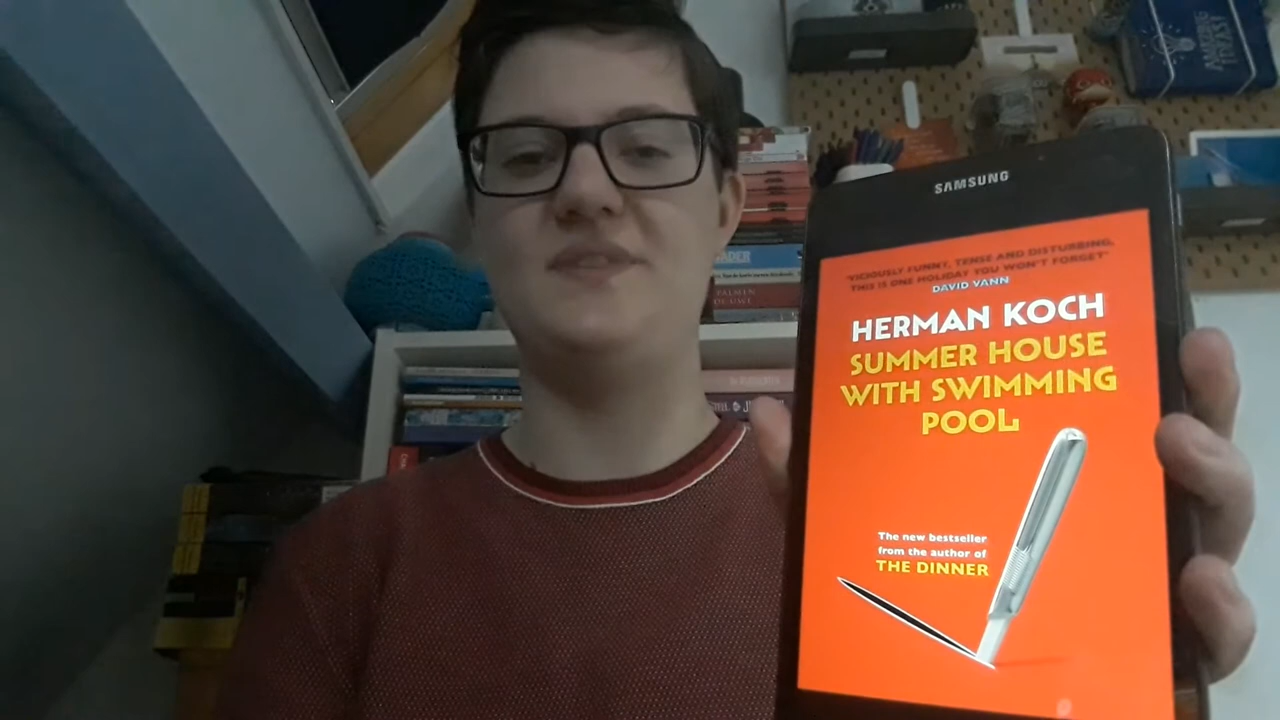 SAMSUNG
'VICIOUSLY FUNNY, TENSE AND DISTURBING,
THIS IS ONE HOLIDAY YOU WON'T FORGET'
DAVID VANN
HERMAN KOCH
SUMMER HOUSE
WITH SWIMMING
POOL
The new bestseller
from the author of
THE DINNER
PALMEN